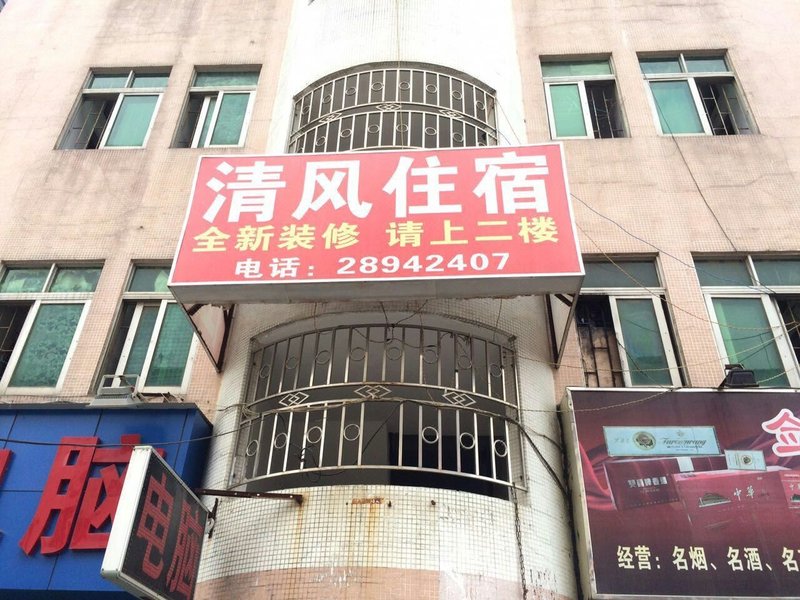 清风住宿
全新装修 请上二楼
电话：28942407
脑
电脑
中华
经营：名烟、名酒、名